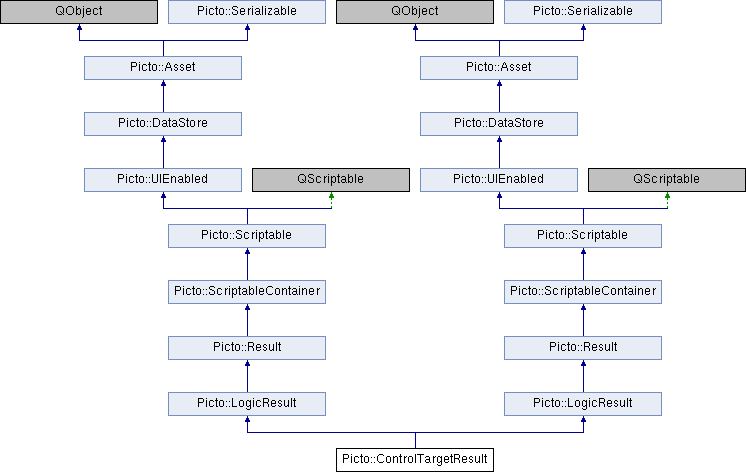 QObject Picto::Serializable QObject Picto::Serializable
Picto::Asset Picto::Asset
Picto::DataStore Picto::DataStore
Picto::UIEnabled QScriptable Picto::UIEnabled QScriptable
Picto::Scriptable Picto::Scriptable
Picto::ScriptableContainer Picto::ScriptableContainer
Picto::Result Picto::Result
Picto::LogicResult Picto::LogicResult
Picto::ControlTargetResult